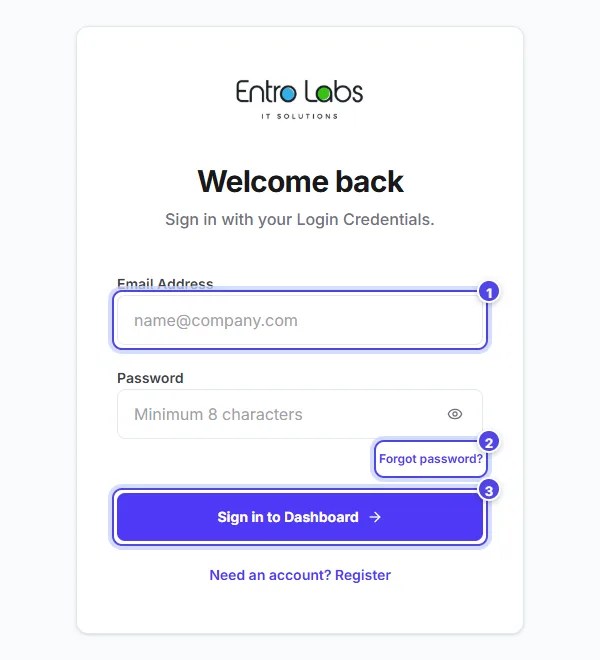 Entro Labs
IT SOLUTIONS
Welcome back
Sign in with your Login Credentials.
Email Address
1
name@company.com
Password
Minimum 8 characters
2
Forgot password?
3
Sign in to Dashboard →
Need an account? Register